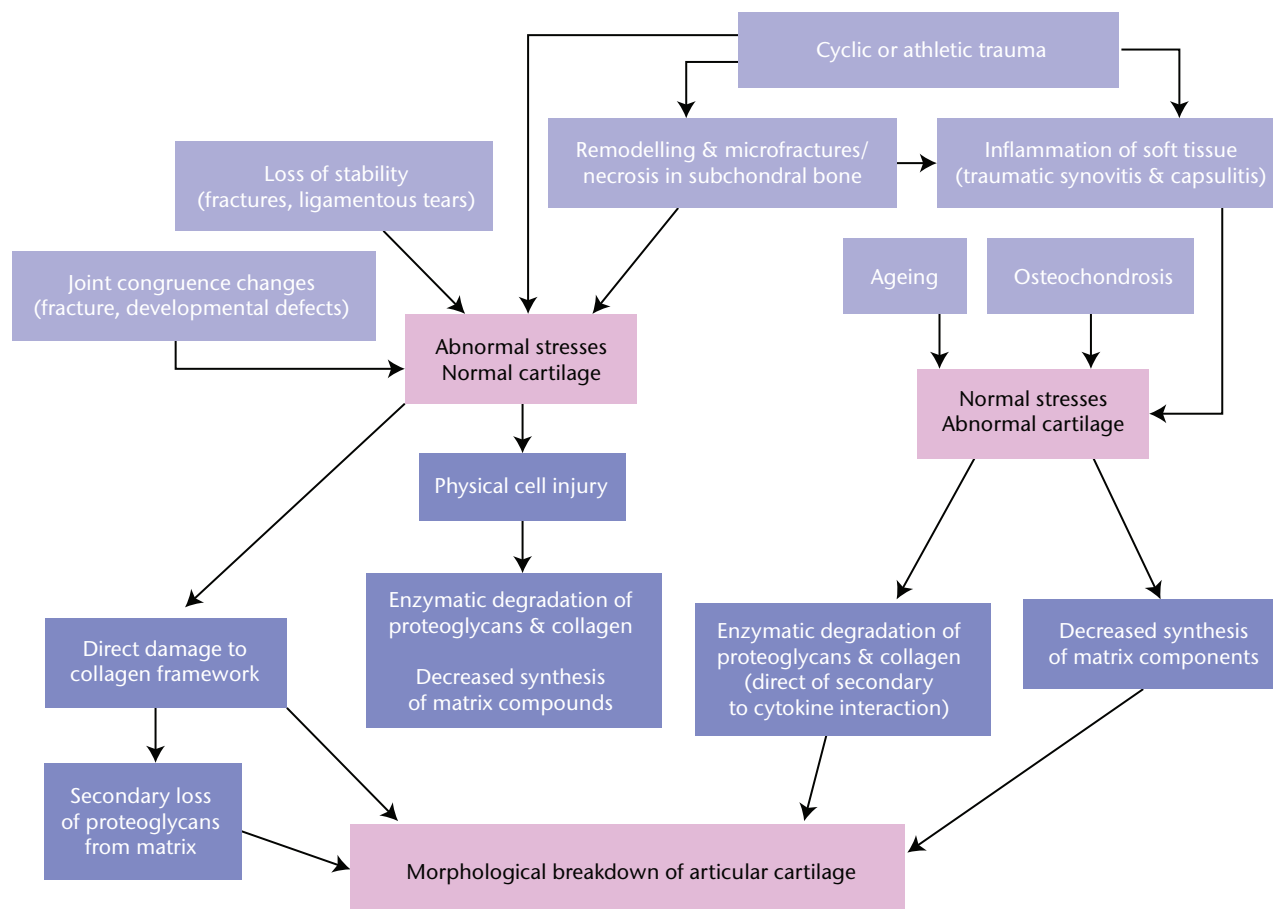 Cyclic or athletic trauma
Remodelling & microfractures/
necrosis in subchondral bone
Inflammation of soft tissue
(traumatic synovitis & capsulitis)
Loss of stability
(fractures, ligamentous tears)
Joint congruence changes
(fracture, developmental defects)
Ageing
Osteochondrosis
Abnormal stresses
Normal cartilage
Normal stresses
Abnormal cartilage
Physical cell injury
Enzymatic degradation of
proteoglycans & collagen
Decreased synthesis
of matrix compounds
Enzymatic degradation of
proteoglycans & collagen
(direct of secondary
to cytokine interaction)
Decreased synthesis
of matrix components
Direct damage to
collagen framework
Secondary loss
of proteoglycans
from matrix
Morphological breakdown of articular cartilage